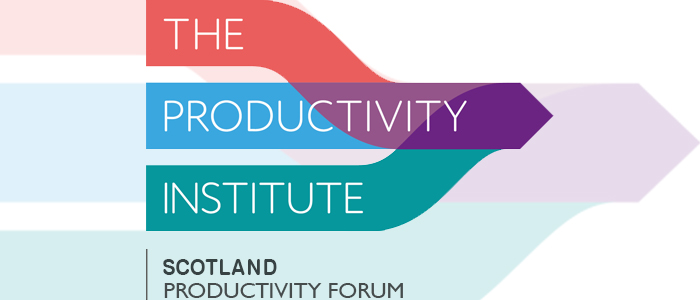 THE
PRODUCTIVITY
INSTITUTE
SCOTLAND
PRODUCTIVITY FORUM